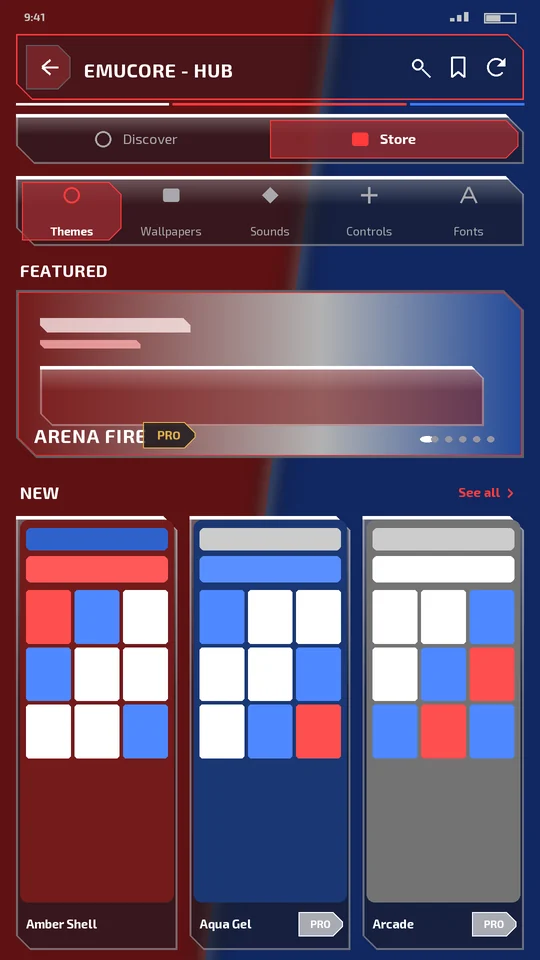 9:41
EMUCORE - HUB
Discover
Store
Themes
Wallpapers
Sounds
Controls
Fonts
FEATURED
ARENA FIRE
PRO
NEW
See all
Amber Shell
Aqua Gel
PRO
Arcade
PRO